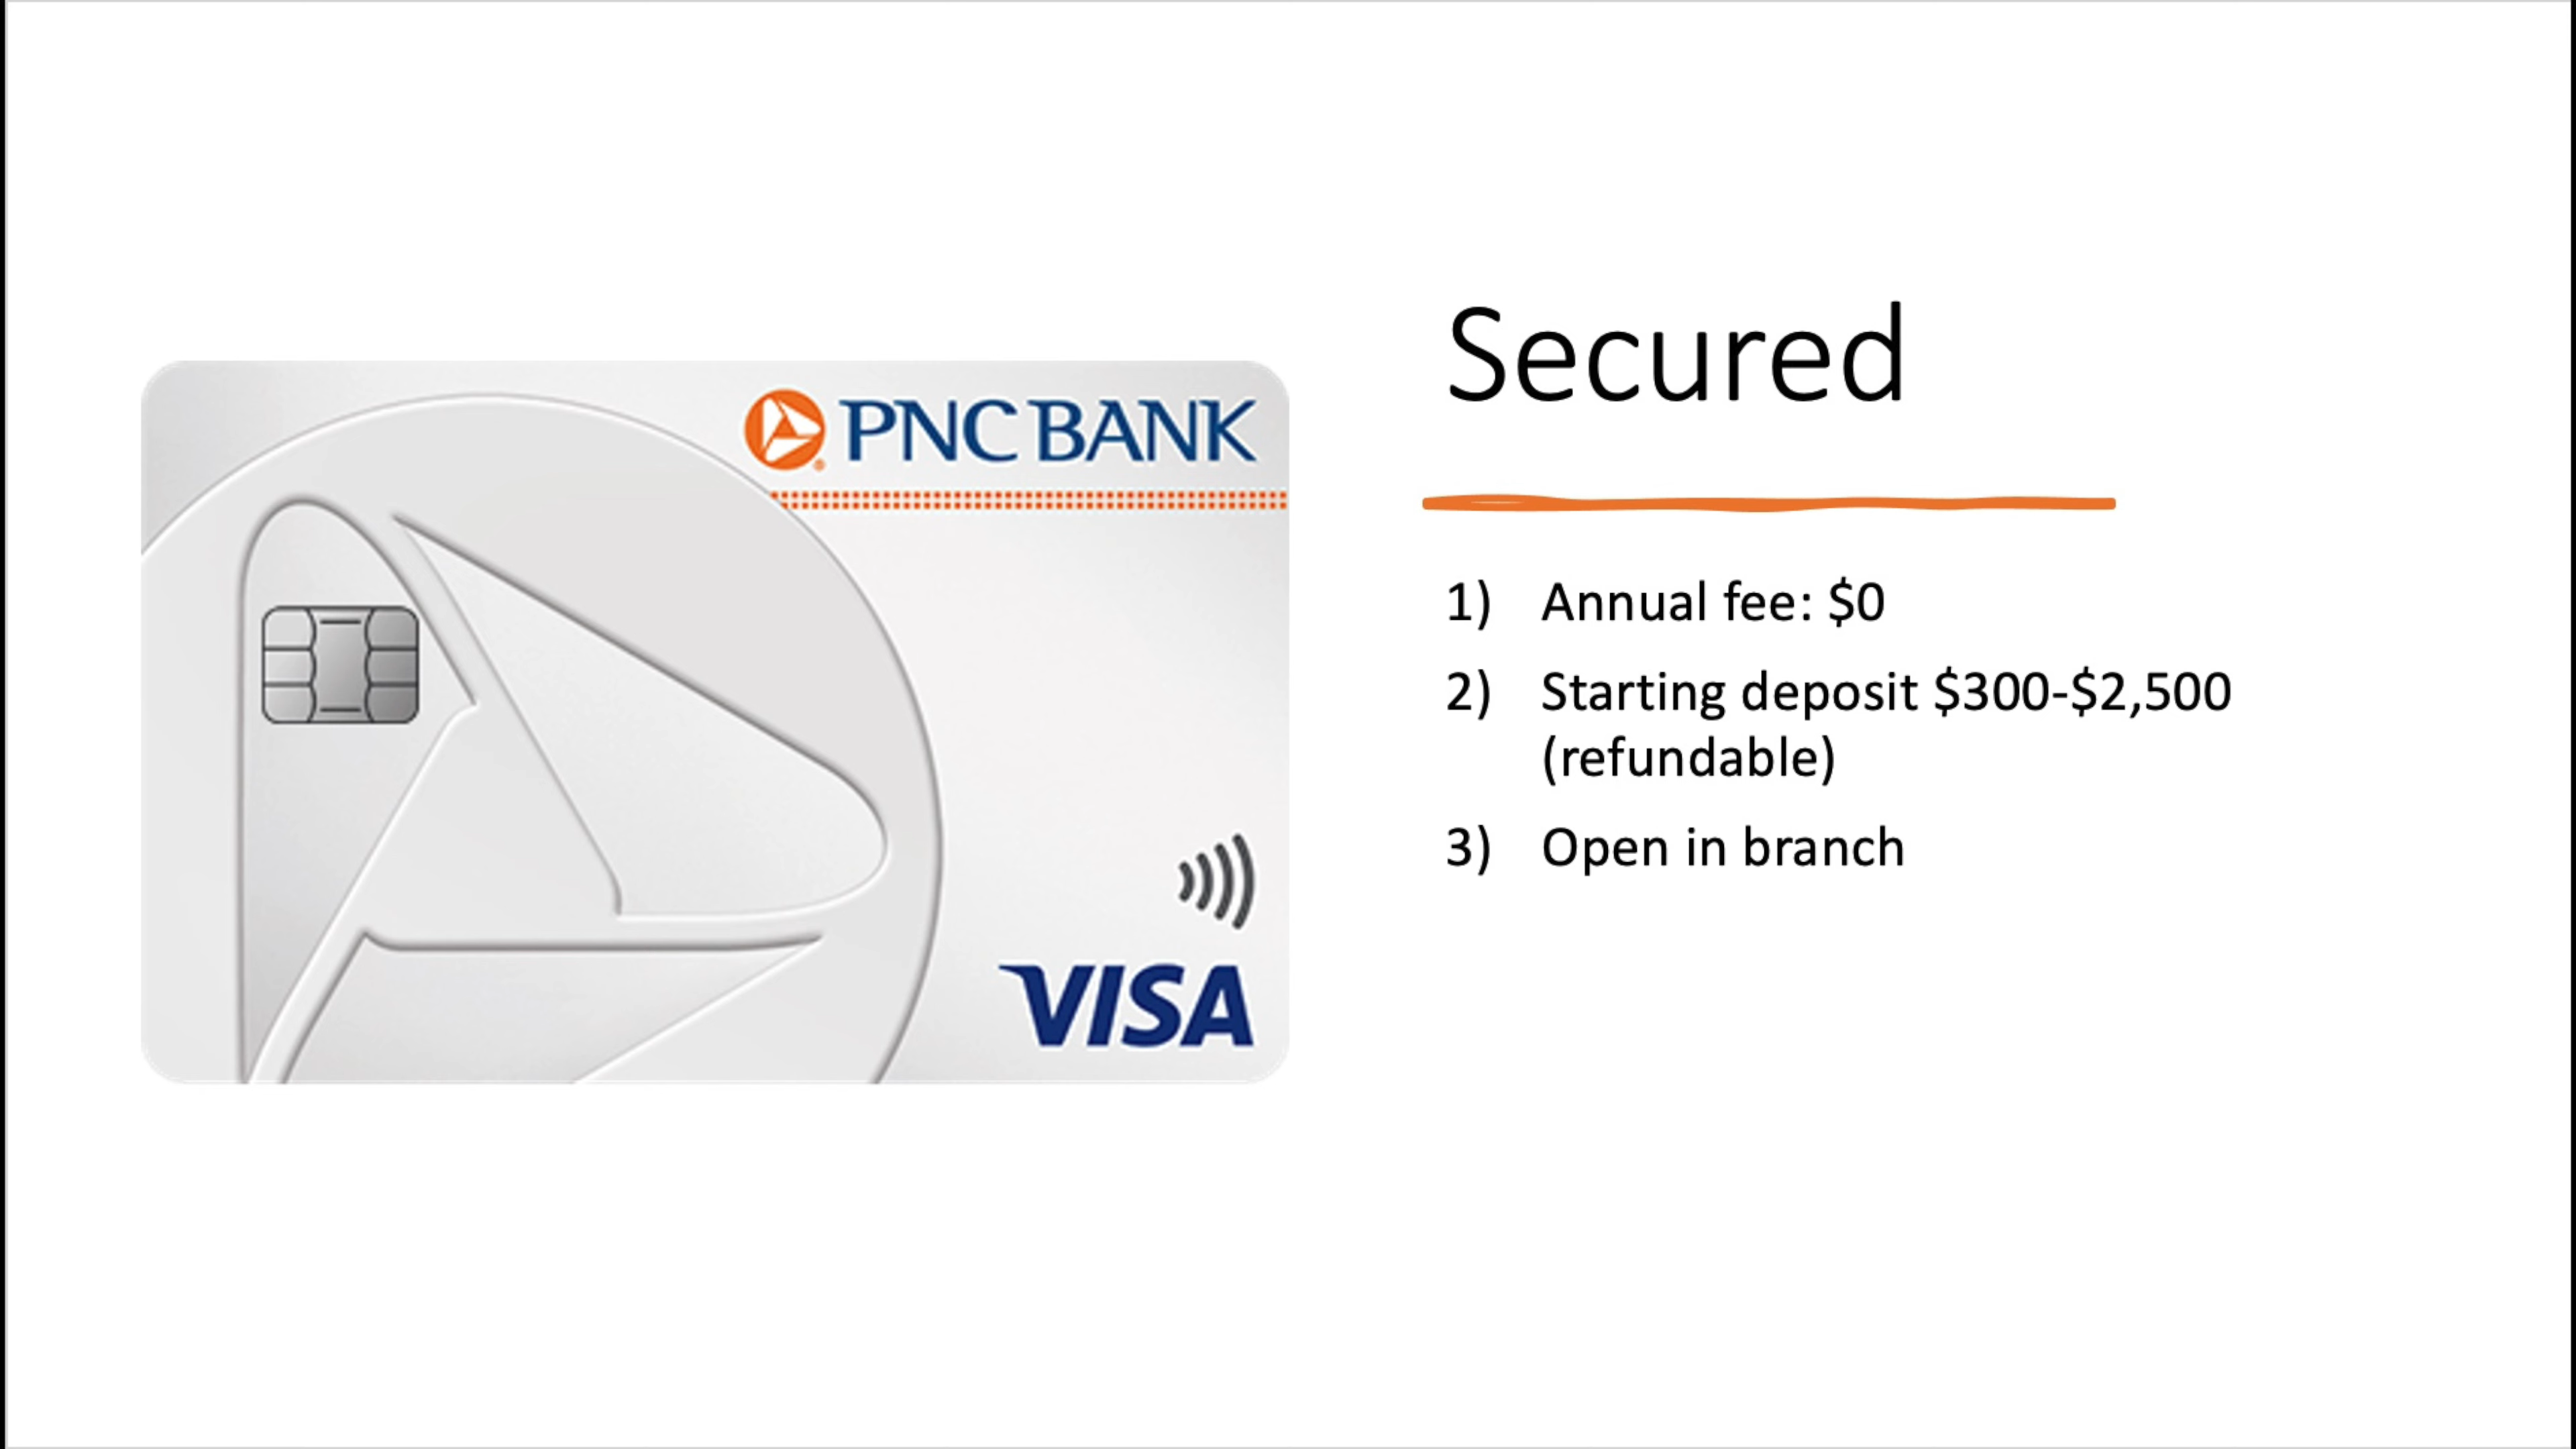 PNC BANK
VISA
Secured
1) Annual fee: $0
2) Starting deposit $300-$2,500
(refundable)
3) Open in branch